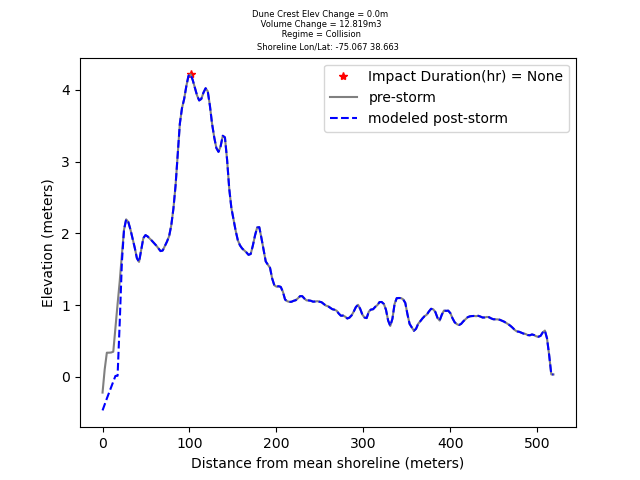 Dune Crest Elev Change = 0.0m
Volume Change = 12.819m3
Regime = Collision
Shoreline Lon/Lat: -75.067 38.663
Impact Duration(hr) = None
pre-storm
modeled post-storm
Elevation (meters)
4
3
2
1
0
0 100 200 300 400 500
Distance from mean shoreline (meters)